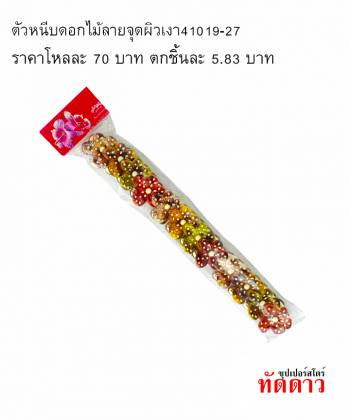 ตัวหนีบดอกไม้ลายจุดผิวเงา41019-27
ราคาโหลละ 70 บาท ตกชิ้นละ 5.83 บาท
ซุปเปอร์สโตร์
ทัดดาว